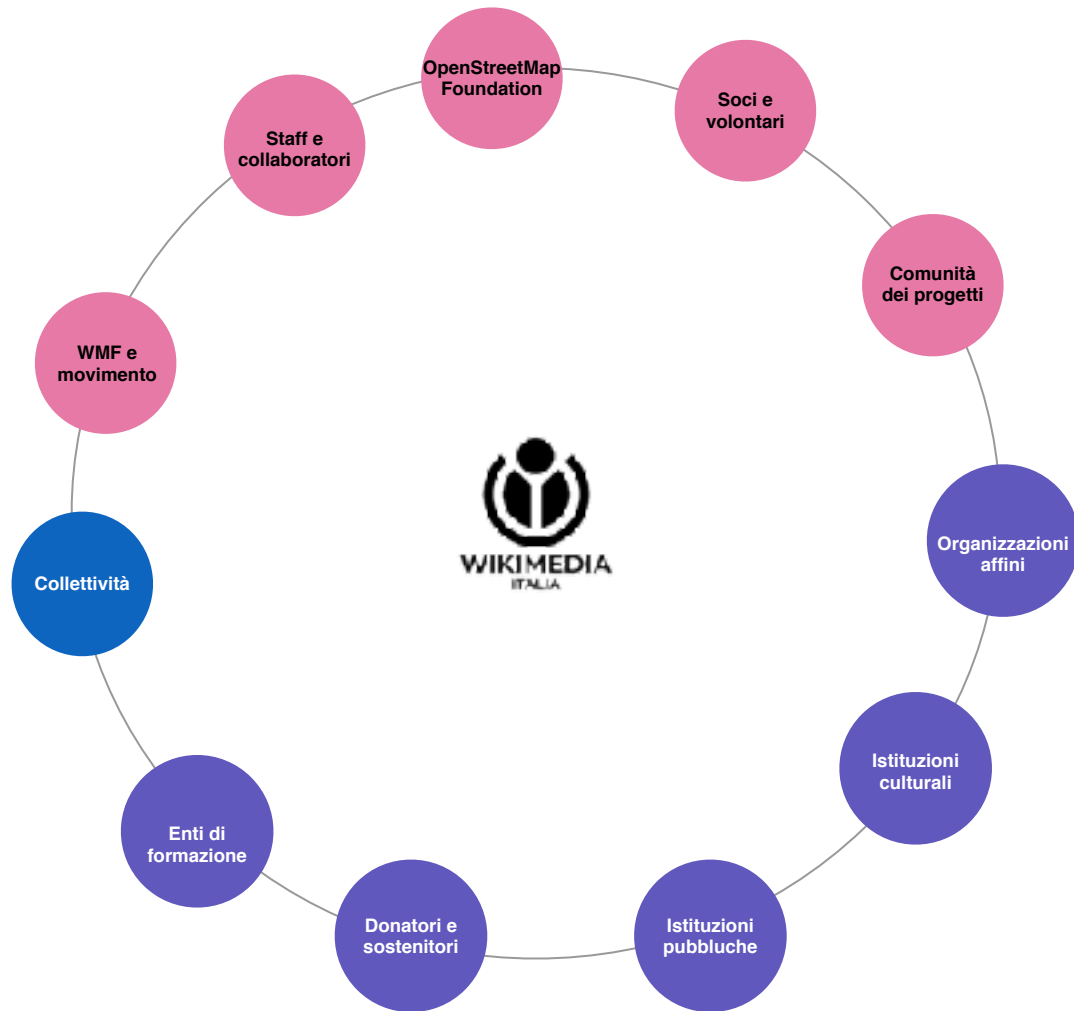 OpenStreetMap
Foundation
Soci e
volontari
Staff e
collaboratori
Comunità
dei progetti
WMF e
movimento
WIKIMEDIA
ITALIA
Organizzazioni
affini
Collettività
Istituzioni
culturali
Enti di
formazione
Donatori e
sostenitori
Istituzioni
pubbluche